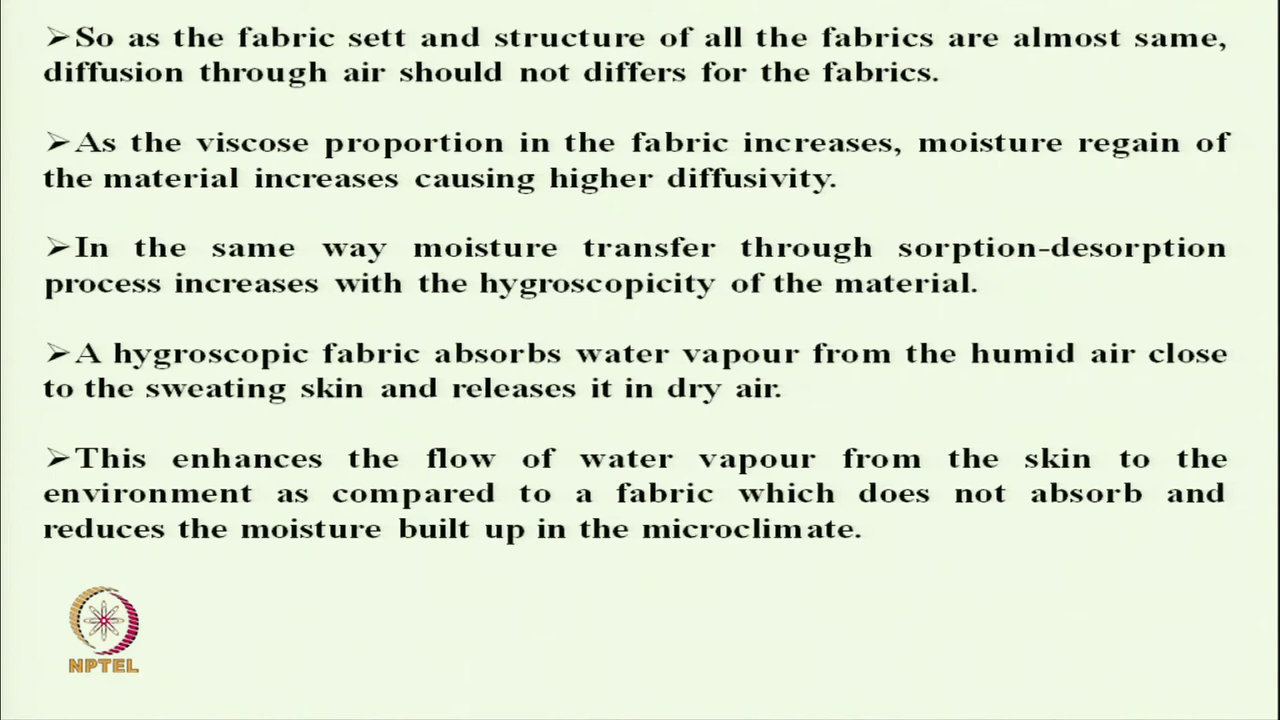 ➢So as the fabric sett and structure of all the fabrics are almost same,
diffusion through air should not differs for the fabrics.
➢As the viscose proportion in the fabric increases, moisture regain of
the material increases causing higher diffusivity.
➢In the same way moisture transfer through sorption-desorption
process increases with the hygroscopicity of the material.
➢A hygroscopic fabric absorbs water vapour from the humid air close
to the sweating skin and releases it in dry air.
➢This enhances the flow of water vapour from the skin to the
environment as compared to a fabric which does not absorb and
reduces the moisture built up in the microclimate.
NPTEL